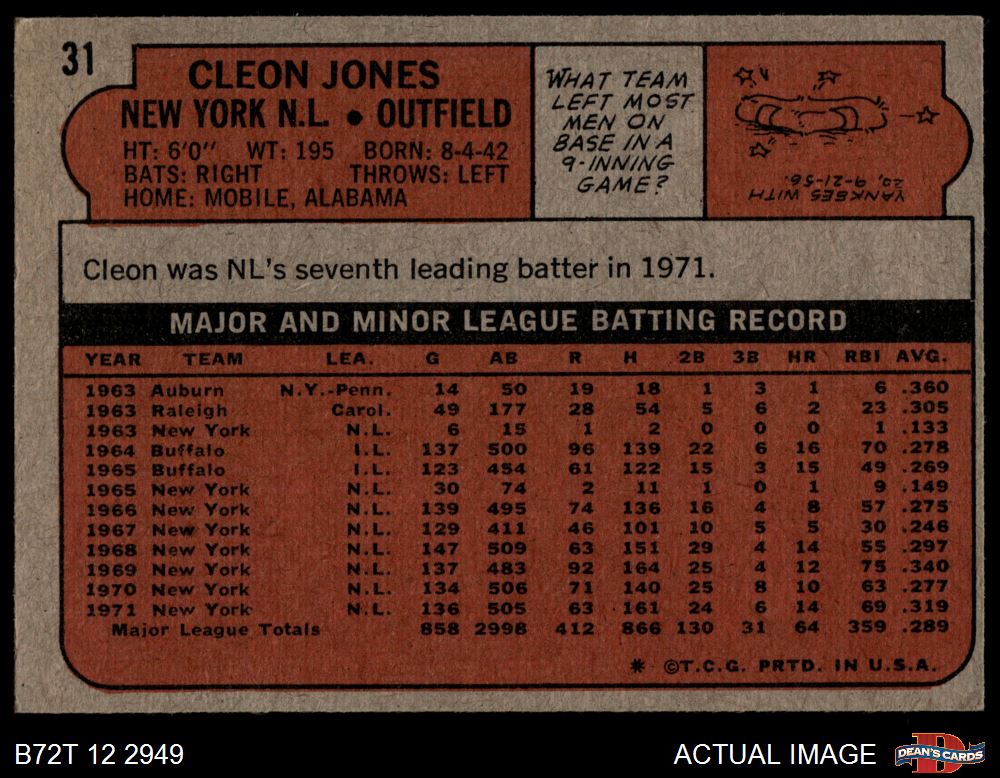 31
CLEON JONES
NEW YORK N.L. • OUTFIELD
HT: 6'0" WT: 195 BORN: 8-4-42
BATS: RIGHT THROWS: LEFT
HOME: MOBILE, ALABAMA
WHAT TEAM
LEFT MOST
MEN ON
BASE IN A
9-INNING
GAME?
YANKEES WITH
20, 9-21-56.
Cleon was NL's seventh leading batter in 1971.
MAJOR AND MINOR LEAGUE BATTING RECORD
YEAR TEAM LEA. G AB R H 2B 3B HR RBI AVG.
1963 Auburn N.Y.-Penn. 14 50 19 18 1 3 1 6 .360
1963 Raleigh Carol. 49 177 28 54 5 6 2 23 .305
1963 New York N.L. 6 15 1 2 0 0 0 1 .133
1964 Buffalo I.L. 137 500 96 139 22 6 16 70 .278
1965 Buffalo I.L. 123 454 61 122 15 3 15 49 .269
1965 New York N.L. 30 74 2 11 1 0 1 9 .149
1966 New York N.L. 139 495 74 136 16 4 8 57 .275
1967 New York N.L. 129 411 46 101 10 5 5 30 .246
1968 New York N.L. 147 509 63 151 29 4 14 55 .297
1969 New York N.L. 137 483 92 164 25 4 12 75 .340
1970 New York N.L. 134 506 71 140 25 8 10 63 .277
1971 New York N.L. 136 505 63 161 24 6 14 69 .319
Major League Totals 858 2998 412 866 130 31 64 359 .289
* ©T.C.G. PRTD. IN U.S.A.
B72T 12 2949
ACTUAL IMAGE
DEAN'S CARDS